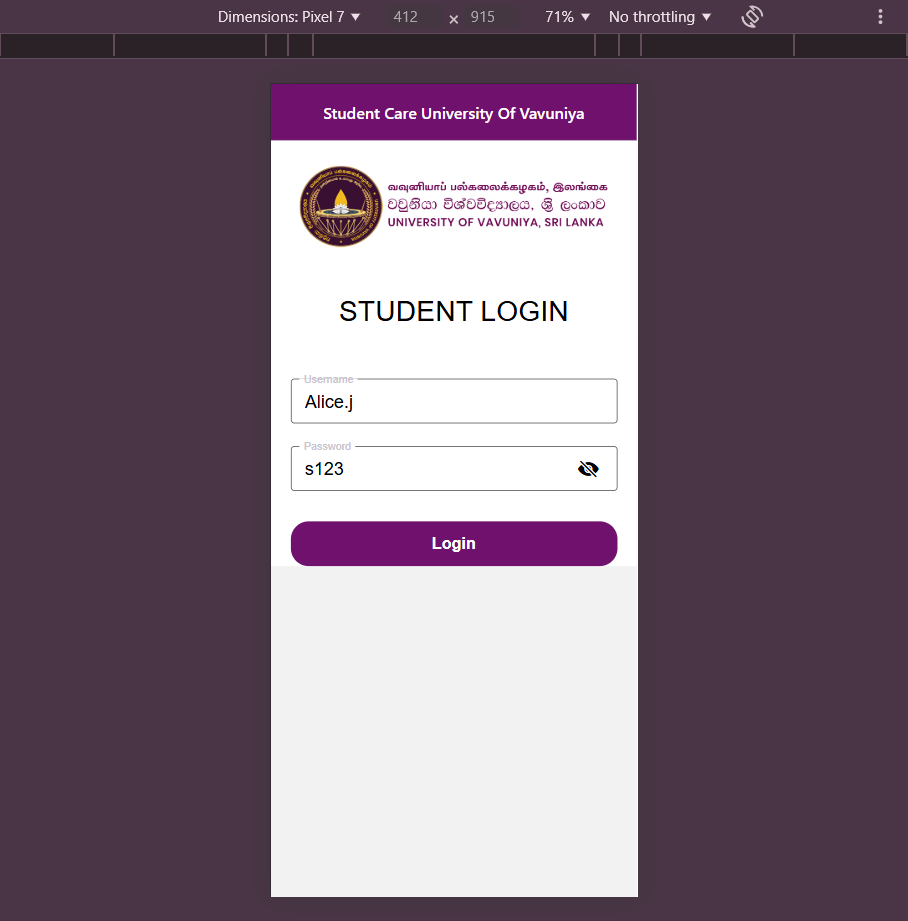 Dimensions: Pixel 7 412 × 915 71% No throttling
Student Care University Of Vavuniya
வவுனியாப் பல்கலைக்கழகம், இலங்கை
වවුනියා විශ්වවිද්‍යාලය, ශ්‍රී ලංකාව
UNIVERSITY OF VAVUNIYA, SRI LANKA
STUDENT LOGIN
Username
Alice.j
Password
s123
Login